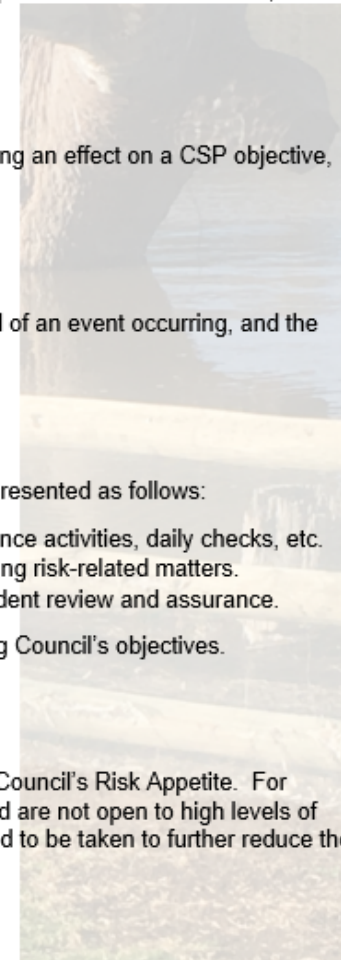 ng an effect on a CSP objective,
of an event occurring, and the
resented as follows:
nce activities, daily checks, etc.
ng risk-related matters.
dent review and assurance.
g Council's objectives.
Council's Risk Appetite. For
d are not open to high levels of
d to be taken to further reduce the